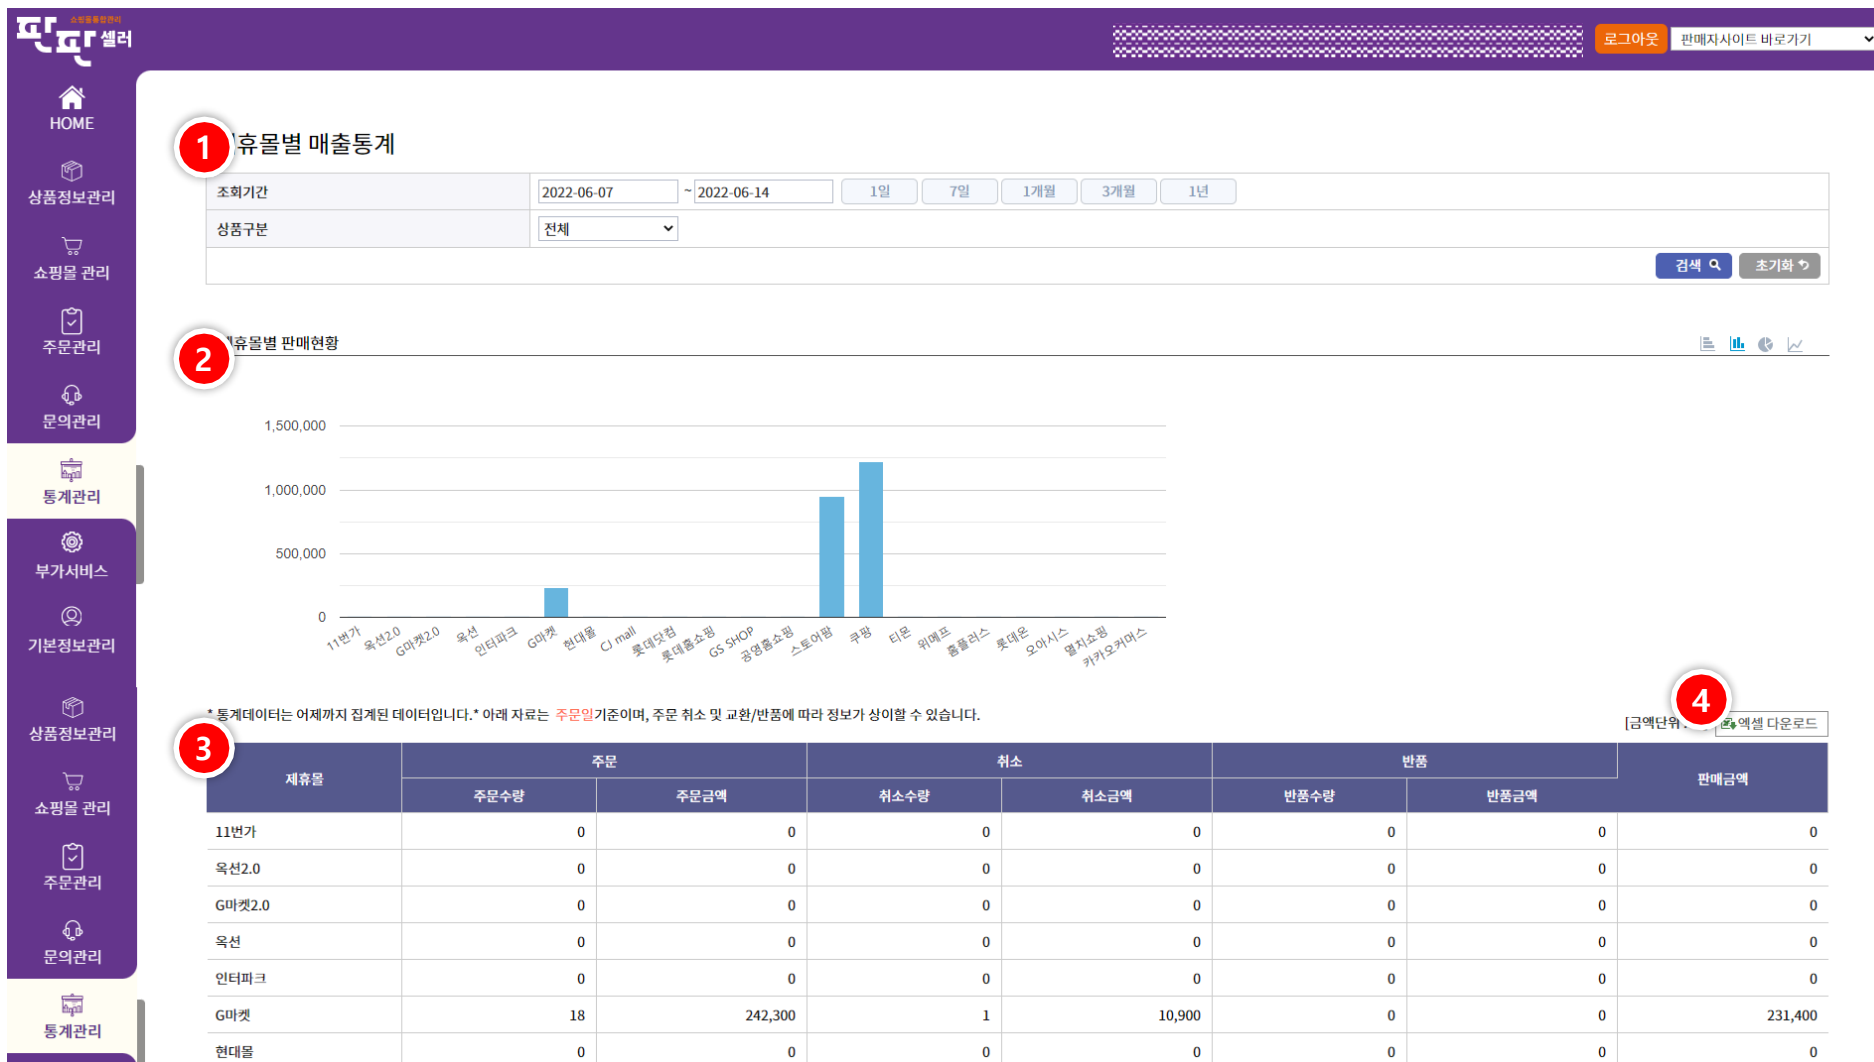 쇼핑몰통합관리
판판셀러
로그아웃
판매자사이트 바로가기
HOME
상품정보관리
쇼핑몰 관리
주문관리
문의관리
통계관리
부가서비스
기본정보관리
상품정보관리
쇼핑몰 관리
주문관리
문의관리
통계관리
1
휴몰별 매출통계
조회기간 2022-06-07 ~ 2022-06-14 1일 7일 1개월 3개월 1년
상품구분 전체
검색 초기화
2
휴몰별 판매현황
1,500,000
1,000,000
500,000
0
11번가 옥션2.0 G마켓2.0 옥션 인터파크 G마켓 현대몰 CJ mall 롯데닷컴 롯데홈쇼핑 GS SHOP 공영홈쇼핑 스토어팜 쿠팡 티몬 위메프 홈플러스 롯데온 오아시스 멸치쇼핑 카카오커머스
* 통계데이터는 어제까지 집계된 데이터입니다.* 아래 자료는 주문일기준이며, 주문 취소 및 교환/반품에 따라 정보가 상이할 수 있습니다.
4
[금액단위 엑셀 다운로드
3
제휴몰 주문 취소 반품 판매금액
주문수량 주문금액 취소수량 취소금액 반품수량 반품금액
11번가 0 0 0 0 0 0 0
옥션2.0 0 0 0 0 0 0 0
G마켓2.0 0 0 0 0 0 0 0
옥션 0 0 0 0 0 0 0
인터파크 0 0 0 0 0 0 0
G마켓 18 242,300 1 10,900 0 0 231,400
현대몰 0 0 0 0 0 0 0